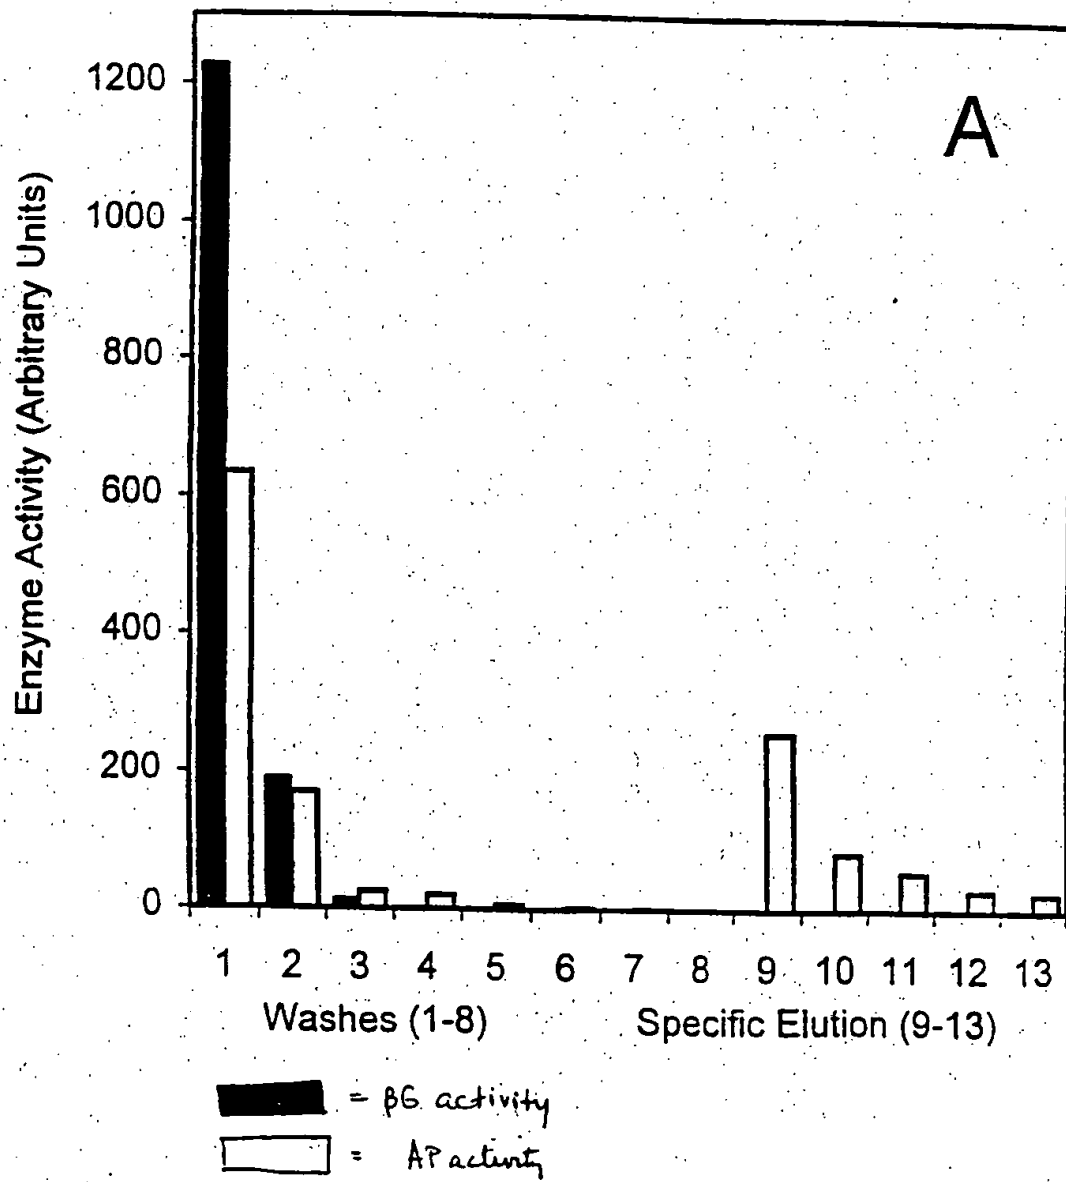 A
Enzyme Activity (Arbitrary Units)
1200
1000
800
600
400
200
0
1 2 3 4 5 6 7 8 9 10 11 12 13
Washes (1-8) Specific Elution (9-13)
= βG activity
= AP activity